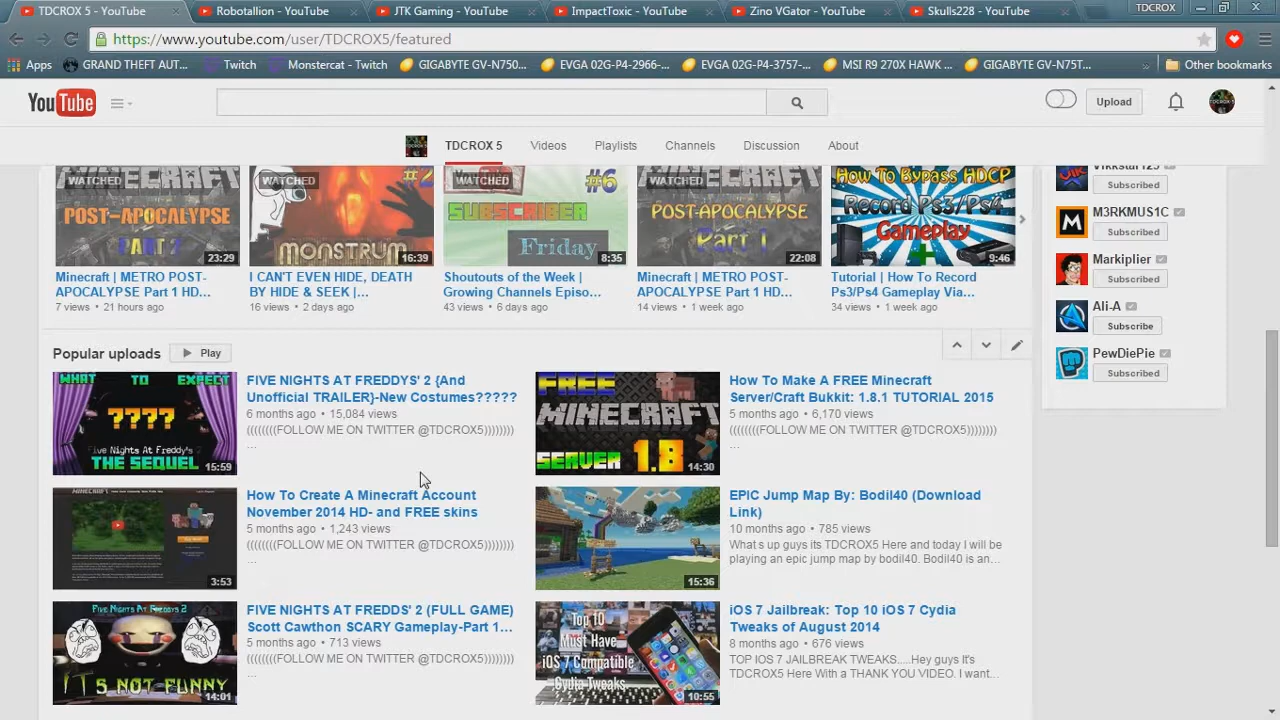 TDCROX 5 - YouTube
Robotallion - YouTube
JTK Gaming - YouTube
ImpactToxic - YouTube
Zino VGator - YouTube
Skulls228 - YouTube
TDCROX
https://www.youtube.com/user/TDCROX5/featured
Apps
GRAND THEFT AUT...
Twitch
Monstercat - Twitch
GIGABYTE GV-N750...
EVGA 02G-P4-2966-...
EVGA 02G-P4-3757-...
MSI R9 270X HAWK ...
GIGABYTE GV-N75T...
Other bookmarks
YouTube
Upload
TDCROX 5
Videos
Playlists
Channels
Discussion
About
MINECRAFT
WATCHED
POST-APOCALYPSE
PART 2
23:29
WATCHED
#2
MONSTRUM
16:39
WATCHED
#6
SUBSCRIBER
Friday
8:35
MINECRAFT
WATCHED
POST-APOCALYPSE
Part 1
22:08
How To Bypass HDCP
Record Ps3/Ps4
Gameplay
9:46
Minecraft | METRO POST-
APOCALYPSE Part 1 HD...
7 views • 21 hours ago
I CAN'T EVEN HIDE, DEATH
BY HIDE & SEEK |...
16 views • 2 days ago
Shoutouts of the Week |
Growing Channels Episo...
43 views • 6 days ago
Minecraft | METRO POST-
APOCALYPSE Part 1 HD...
14 views • 1 week ago
Tutorial | How To Record
Ps3/Ps4 Gameplay Via...
34 views • 1 week ago
Vikkstar123
Subscribed
M3RKMUS1C
Subscribed
Markiplier
Subscribed
Ali-A
Subscribe
PewDiePie
Subscribed
Popular uploads
Play
WHAT TO EXPECT
????
Five Nights At Freddy's
THE SEQUEL
15:59
FIVE NIGHTS AT FREDDYS' 2 {And
Unofficial TRAILER}-New Costumes?????
6 months ago • 15,084 views
((((((((FOLLOW ME ON TWITTER @TDCROX5))))))))
...
FREE
MINECRAFT
SERVER 1.8
14:30
How To Make A FREE Minecraft
Server/Craft Bukkit: 1.8.1 TUTORIAL 2015
5 months ago • 6,170 views
((((((((FOLLOW ME ON TWITTER @TDCROX5))))))))
...
MINECRAFT
3:53
How To Create A Minecraft Account
November 2014 HD- and FREE skins
5 months ago • 1,243 views
((((((((FOLLOW ME ON TWITTER @TDCROX5))))))))
...
15:36
EPIC Jump Map By: Bodil40 (Download
Link)
10 months ago • 785 views
What's up guys its TDCROX5 Here and today i will be
playing an epic jump map by bodil40. Bodil40 is an...
Five Nights At Freddys 2
IT'S NOT FUNNY
14:01
FIVE NIGHTS AT FREDDS' 2 (FULL GAME)
Scott Cawthon SCARY Gameplay-Part 1...
5 months ago • 713 views
((((((((FOLLOW ME ON TWITTER @TDCROX5))))))))
...
Top 10
Must Have
iOS 7 Compatible
Cydia Tweaks
10:55
iOS 7 Jailbreak: Top 10 iOS 7 Cydia
Tweaks of August 2014
8 months ago • 676 views
TOP IOS 7 JAILBREAK TWEAKS.....Hey guys It's
TDCROX5 Here With a THANK YOU VIDEO. I want...